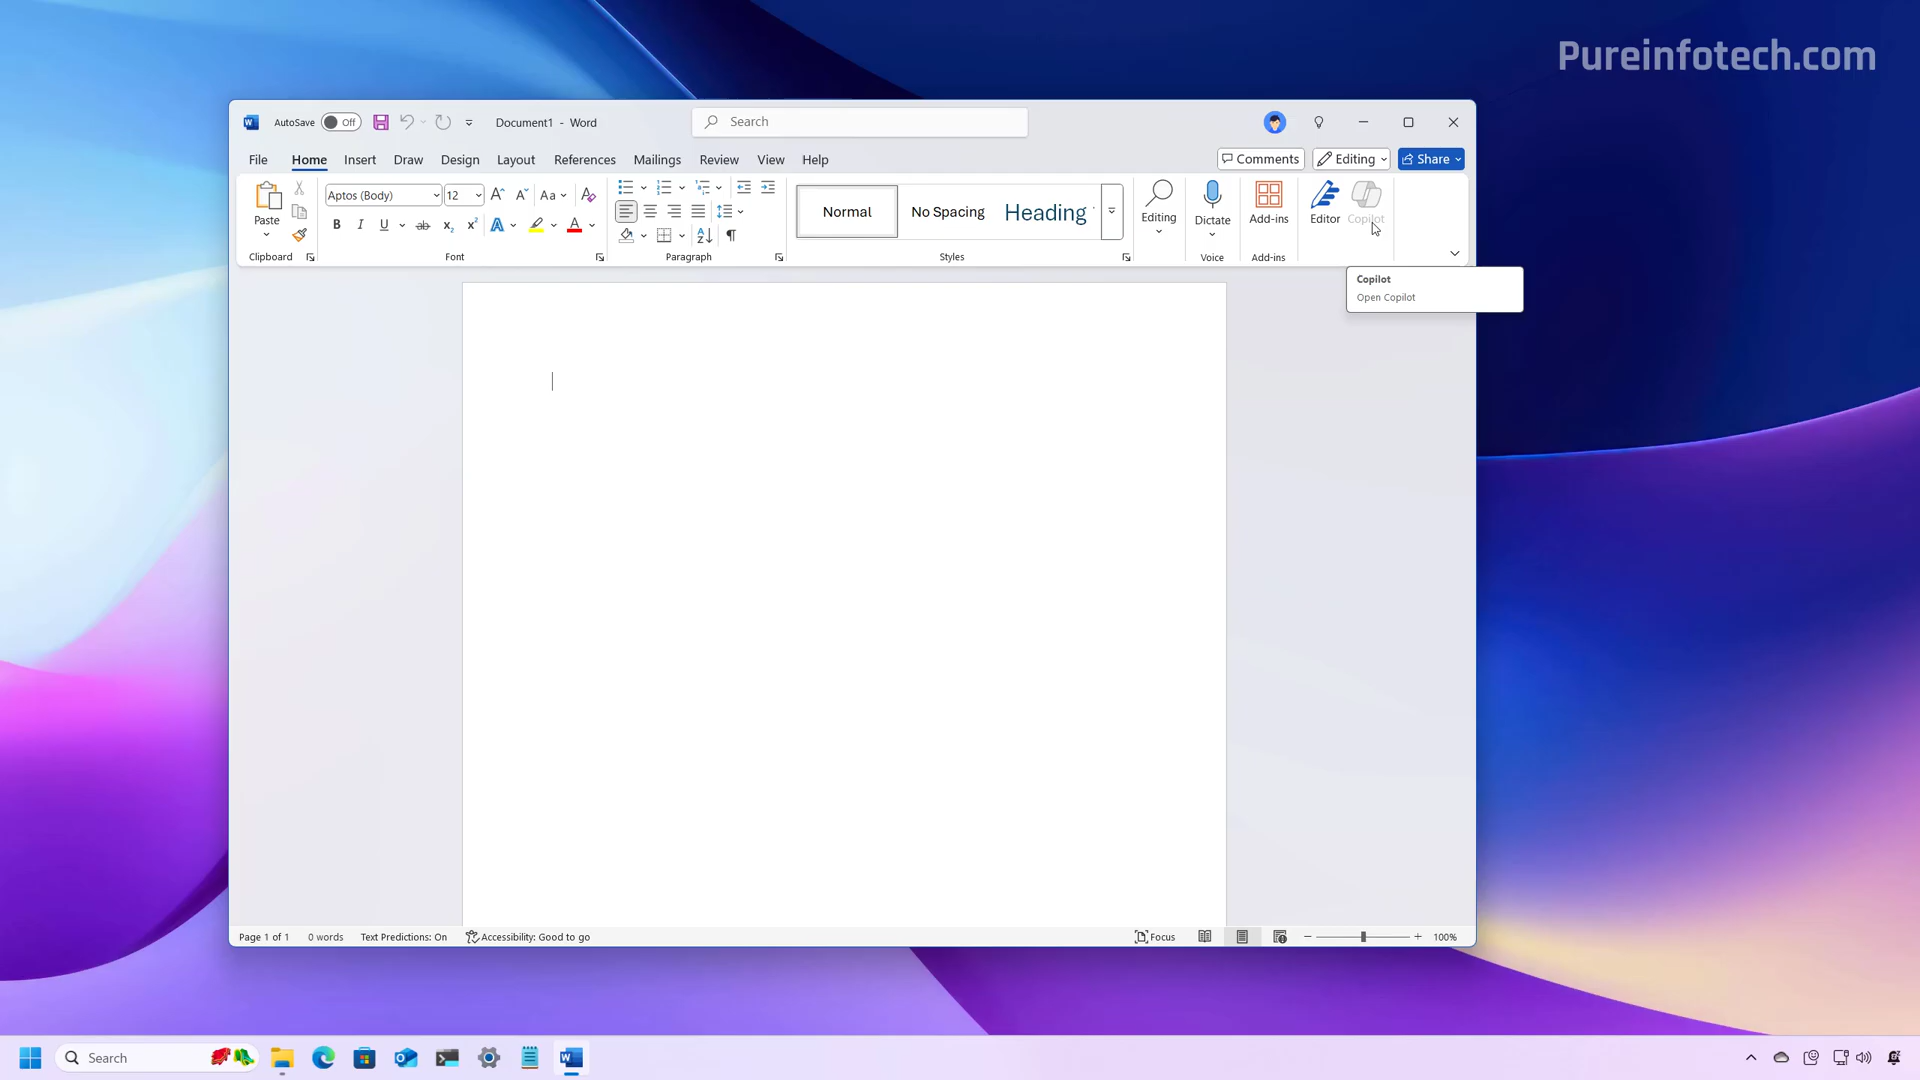 Pureinfotech.com
AutoSave Off Document1 - Word Search
File Home Insert Draw Design Layout References Mailings Review View Help Comments Editing Share
Aptos (Body) 12 Aa
Paste
Normal No Spacing Heading
Editing Dictate Add-ins Editor Copilot
Clipboard Font Paragraph Styles Voice Add-ins
Copilot
Open Copilot
Page 1 of 1 0 words Text Predictions: On Accessibility: Good to go Focus 100%
Search